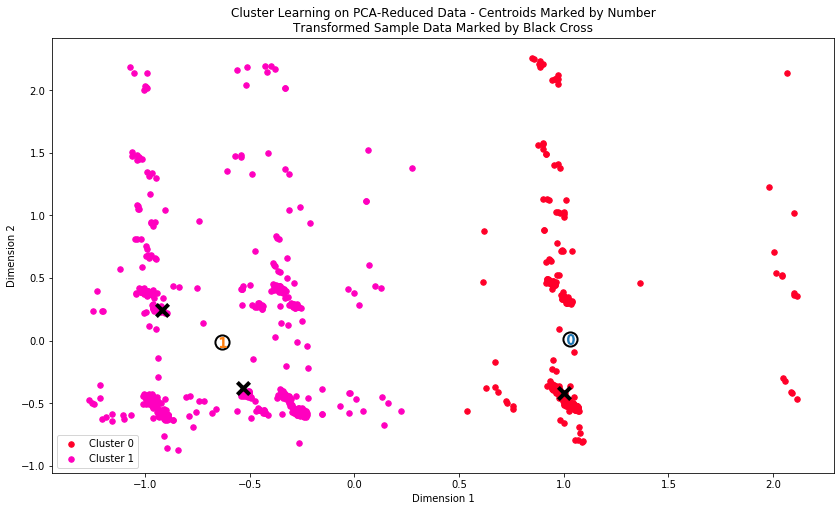 Cluster Learning on PCA-Reduced Data - Centroids Marked by Number
Transformed Sample Data Marked by Black Cross
Dimension 2
2.0
1.5
1.0
0.5
0.0
−0.5
−1.0
1
0
Cluster 0
Cluster 1
−1.0 −0.5 0.0 0.5 1.0 1.5 2.0
Dimension 1